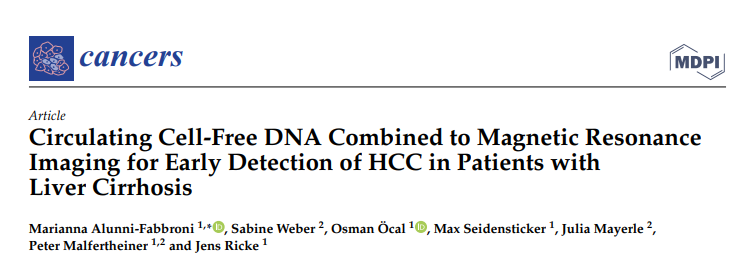 cancers
MDPI
Article
Circulating Cell-Free DNA Combined to Magnetic Resonance
Imaging for Early Detection of HCC in Patients with
Liver Cirrhosis
Marianna Alunni-Fabbroni 1,*, Sabine Weber 2, Osman Öcal 1, Max Seidensticker 1, Julia Mayerle 2,
Peter Malfertheiner 1,2 and Jens Ricke 1